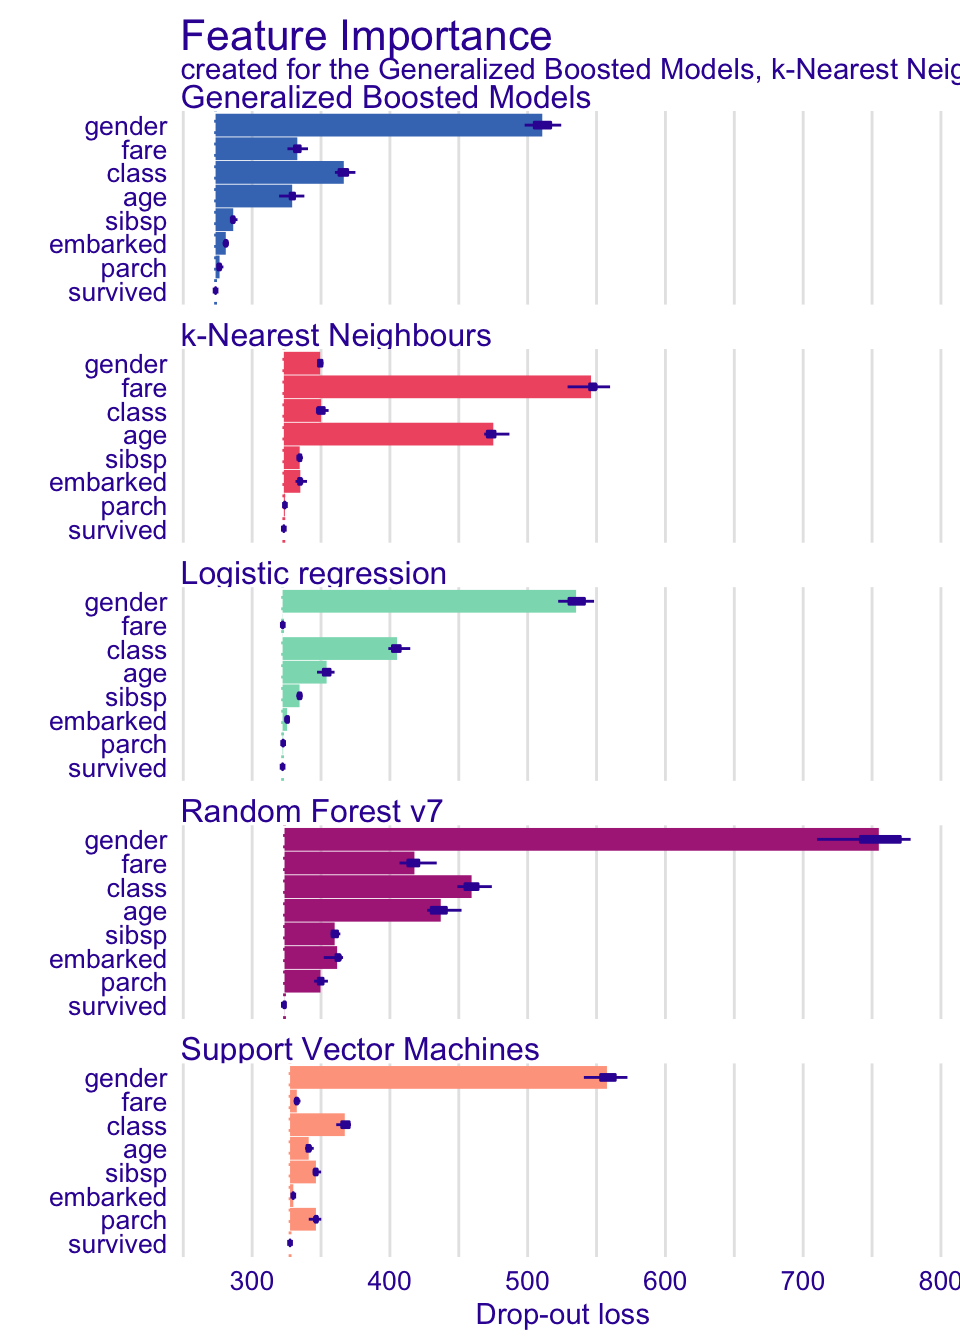 Feature Importance
created for the Generalized Boosted Models, k-Nearest Neig
Generalized Boosted Models
gender
fare
class
age
sibsp
embarked
parch
survived
k-Nearest Neighbours
gender
fare
class
age
sibsp
embarked
parch
survived
Logistic regression
gender
fare
class
age
sibsp
embarked
parch
survived
Random Forest v7
gender
fare
class
age
sibsp
embarked
parch
survived
Support Vector Machines
gender
fare
class
age
sibsp
embarked
parch
survived
300 400 500 600 700 800
Drop-out loss